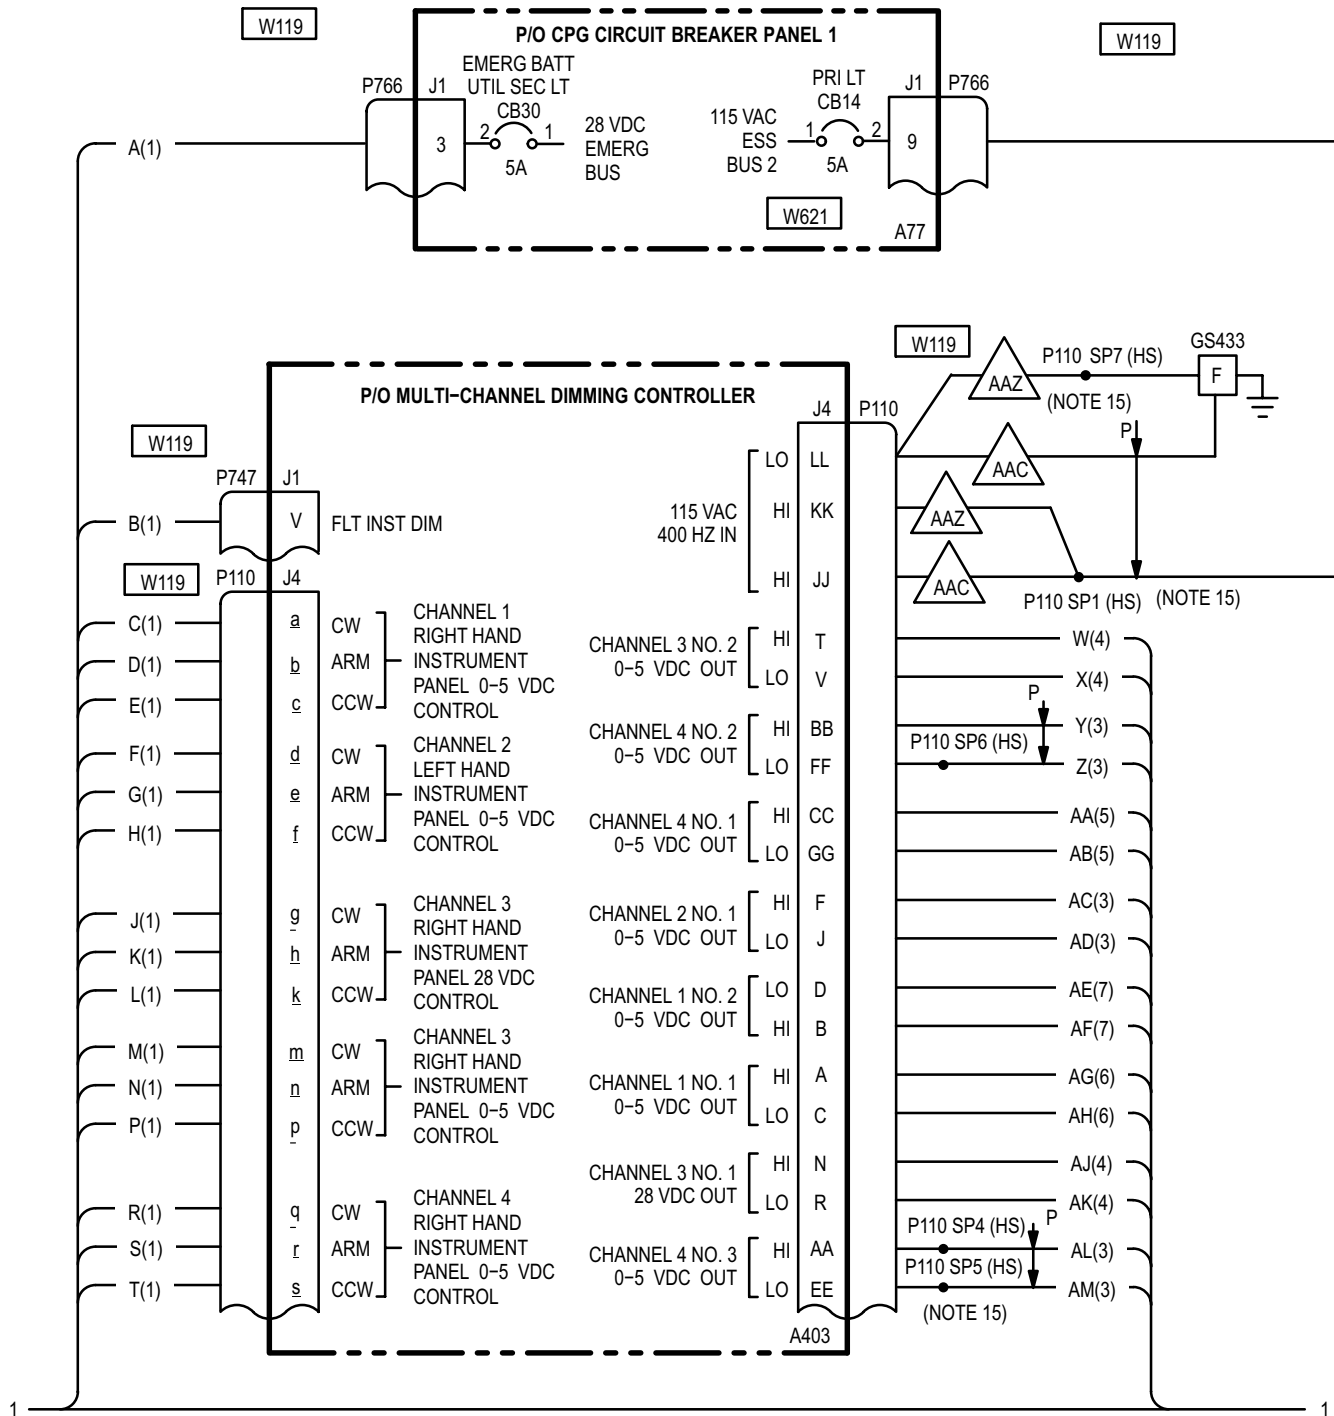 W119
P/O CPG CIRCUIT BREAKER PANEL 1
W119
P766
J1
EMERG BATT
UTIL SEC LT
CB30
3
2
1
5A
28 VDC
EMERG
BUS
115 VAC
ESS
BUS 2
PRI LT
CB14
1
2
5A
J1
P766
9
W621
A77
A(1)
P/O MULTI−CHANNEL DIMMING CONTROLLER
W119
P747
J1
B(1)
V
FLT INST DIM
W119
P110
J4
C(1)
a
CW
D(1)
b
ARM
E(1)
c
CCW
CHANNEL 1
RIGHT HAND
INSTRUMENT
PANEL 0−5 VDC
CONTROL
F(1)
d
CW
G(1)
e
ARM
H(1)
f
CCW
CHANNEL 2
LEFT HAND
INSTRUMENT
PANEL 0−5 VDC
CONTROL
J(1)
g
CW
K(1)
h
ARM
L(1)
k
CCW
CHANNEL 3
RIGHT HAND
INSTRUMENT
PANEL 28 VDC
CONTROL
M(1)
m
CW
N(1)
n
ARM
P(1)
p
CCW
CHANNEL 3
RIGHT HAND
INSTRUMENT
PANEL 0−5 VDC
CONTROL
R(1)
q
CW
S(1)
r
ARM
T(1)
s
CCW
CHANNEL 4
RIGHT HAND
INSTRUMENT
PANEL 0−5 VDC
CONTROL
J4
P110
W119
115 VAC
400 HZ IN
LO LL
HI KK
HI JJ
AAZ
P110 SP7 (HS)
(NOTE 15)
GS433
F
P
AAC
AAZ
AAC
P110 SP1 (HS)
(NOTE 15)
CHANNEL 3 NO. 2
0−5 VDC OUT
HI T W(4)
LO V X(4)
CHANNEL 4 NO. 2
0−5 VDC OUT
P
HI BB Y(3)
P110 SP6 (HS)
LO FF Z(3)
CHANNEL 4 NO. 1
0−5 VDC OUT
HI CC AA(5)
LO GG AB(5)
CHANNEL 2 NO. 1
0−5 VDC OUT
HI F AC(3)
LO J AD(3)
CHANNEL 1 NO. 2
0−5 VDC OUT
LO D AE(7)
HI B AF(7)
CHANNEL 1 NO. 1
0−5 VDC OUT
HI A AG(6)
LO C AH(6)
CHANNEL 3 NO. 1
28 VDC OUT
HI N AJ(4)
LO R AK(4)
CHANNEL 4 NO. 3
0−5 VDC OUT
P110 SP4 (HS)
P
HI AA AL(3)
P110 SP5 (HS)
LO EE AM(3)
(NOTE 15)
A403
1
1